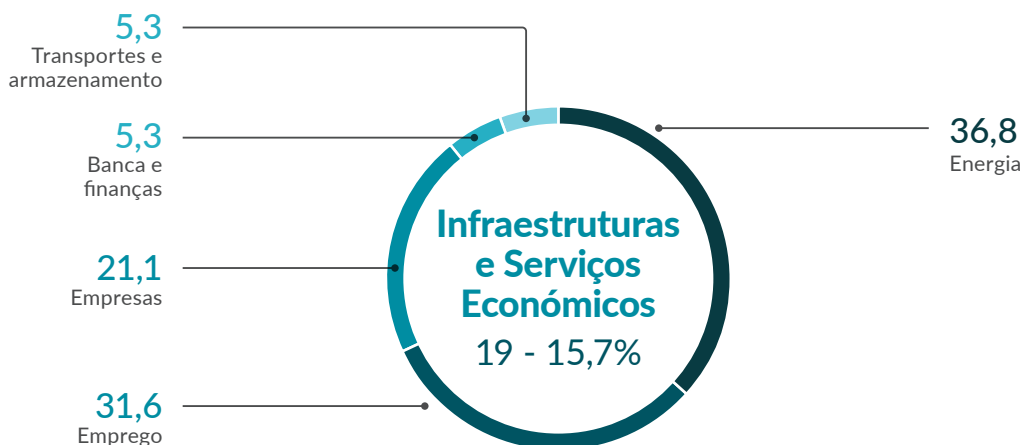 5,3
Transportes e
armazenamento
5,3
Banca e
finanças
21,1
Empresas
31,6
Emprego
Infraestruturas
e Serviços
Económicos
19 - 15,7%
36,8
Energia